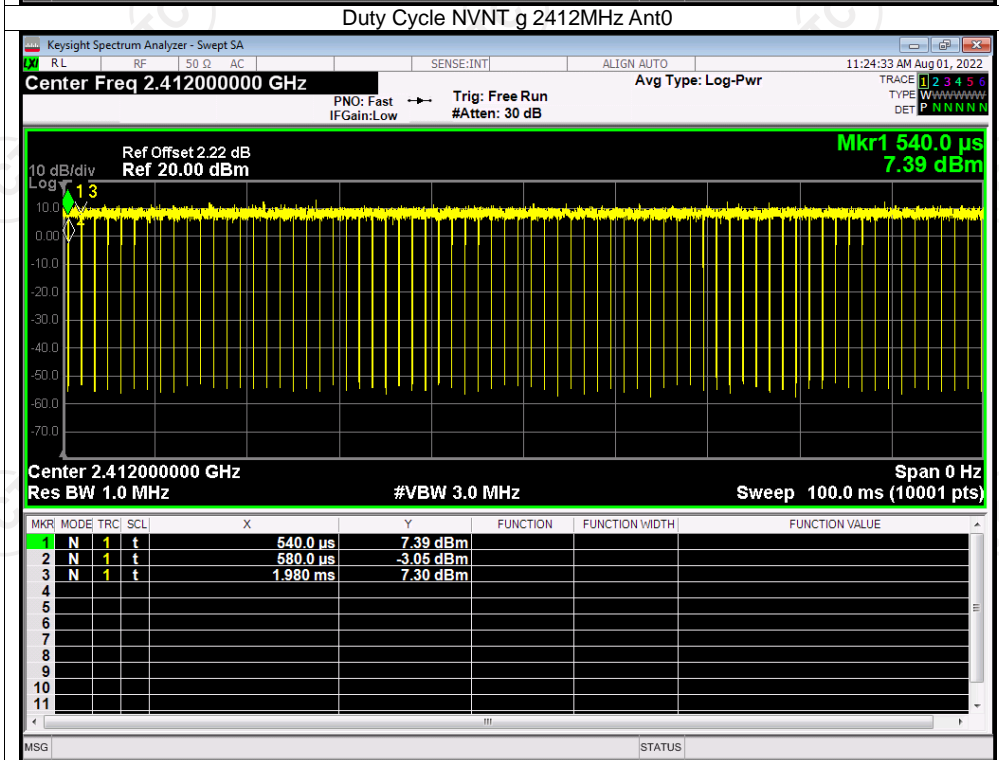 Duty Cycle NVNT g 2412MHz Ant0
Keysight Spectrum Analyzer - Swept SA
LXI RL RF 50 Ω AC SENSE:INT ALIGN AUTO 11:24:33 AM Aug 01, 2022
Center Freq 2.412000000 GHz Avg Type: Log-Pwr TRACE 1 2 3 4 5 6
PNO: Fast Trig: Free Run TYPE WWWWWW
IFGain:Low #Atten: 30 dB DET P N N N N N
Mkr1 540.0 µs
Ref Offset 2.22 dB
10 dB/div Ref 20.00 dBm 7.39 dBm
Log
1 3
10.0
2
0.00
-10.0
-20.0
-30.0
-40.0
-50.0
-60.0
-70.0
Center 2.412000000 GHz Span 0 Hz
Res BW 1.0 MHz #VBW 3.0 MHz Sweep 100.0 ms (10001 pts)
MKR MODE TRC SCL X Y FUNCTION FUNCTION WIDTH FUNCTION VALUE
1 N 1 t 540.0 µs 7.39 dBm
2 N 1 t 580.0 µs -3.05 dBm
3 N 1 t 1.980 ms 7.30 dBm
4
5
6
7
8
9
10
11
MSG STATUS